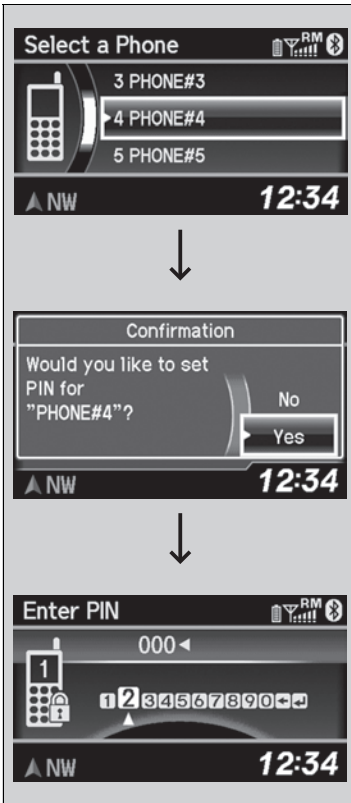 Select a Phone
RM
3 PHONE#3
4 PHONE#4
5 PHONE#5
NW
12:34
Confirmation
Would you like to set
PIN for
"PHONE#4"?
No
Yes
NW
12:34
Enter PIN
RM
000
1
1234567890
NW
12:34